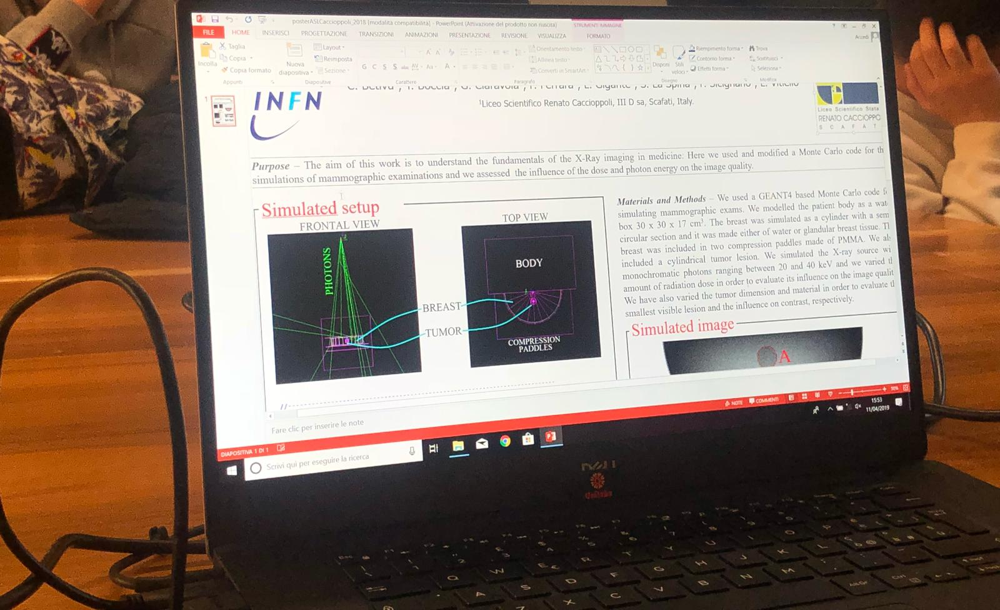 posterASLCaccioppoli_2018 [modalità compatibilità] - PowerPoint (Attivazione del prodotto non riuscita)
STRUMENTI IMMAGINE
FILE HOME INSERISCI PROGETTAZIONE TRANSIZIONI ANIMAZIONI PRESENTAZIONE REVISIONE VISUALIZZA FORMATO
Accedi
Incolla
Taglia
Copia
Copia formato
Appunti
Nuova
diapositiva
Layout
Reimposta
Sezione
Diapositive
Carattere
Orientamento testo
Allinea testo
Converti in SmartArt
Paragrafo
Disponi
Stili
veloci
Riempimento forma
Contorno forma
Effetti forma
Disegno
Trova
Sostituisci
Seleziona
Modifica
1
INFN
¹Liceo Scientifico Renato Caccioppoli, III D sa, Scafati, Italy.
Liceo Scientifico Stata
RENATO CACCIOPPO
S C A F A T
Purpose – The aim of this work is to understand the fundamentals of the X-Ray imaging in medicine. Here we used and modified a Monte Carlo code for th
simulations of mammographic examinations and we assessed the influence of the dose and photon energy on the image quality.
Simulated setup
FRONTAL VIEW
TOP VIEW
PHOTONS
BODY
BREAST
TUMOR
COMPRESSION
PADDLES
Materials and Methods – We used a GEANT4 based Monte Carlo code f
simulating mammographic exams. We modelled the patient body as a wat
box 30 x 30 x 17 cm³. The breast was simulated as a cylinder with a sem
circular section and it was made either of water or glandular breast tissue. Tl
breast was included in two compression paddles made of PMMA. We als
included a cylindrical tumor lesion. We simulated the X-ray source wi
monochromatic photons ranging between 20 and 40 keV and we varied tl
amount of radiation dose in order to evaluate its influence on the image qualit
We have also varied the tumor dimension and material in order to evaluate tl
smallest visible lesion and the influence on contrast, respectively.
Simulated image
A
Fare clic per inserire le note
DIAPOSITIVA 1 DI 1
NOTE COMMENTI 50%
Scrivi qui per eseguire la ricerca
15:53
11/04/2019
DELL
Q W E R T Y U I O P
A S D F G H J K L
X C V B N M